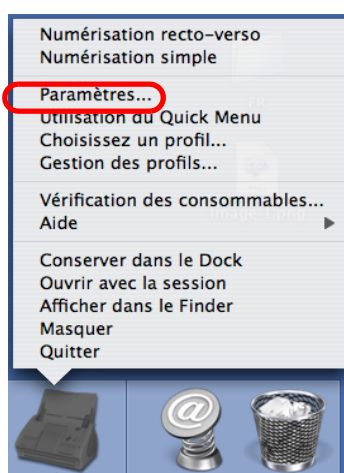 Numérisation recto-verso
Numérisation simple
Paramètres...
Utilisation du Quick Menu
Choisissez un profil...
Gestion des profils...
Vérification des consommables...
Aide
Conserver dans le Dock
Ouvrir avec la session
Afficher dans le Finder
Masquer
Quitter